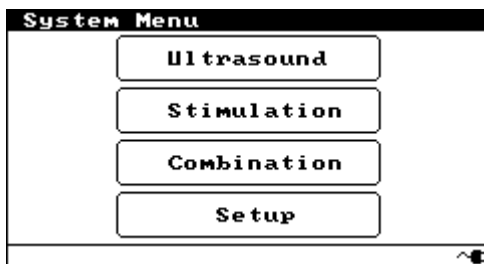 System Menu
Ultrasound
Stimulation
Combination
Setup